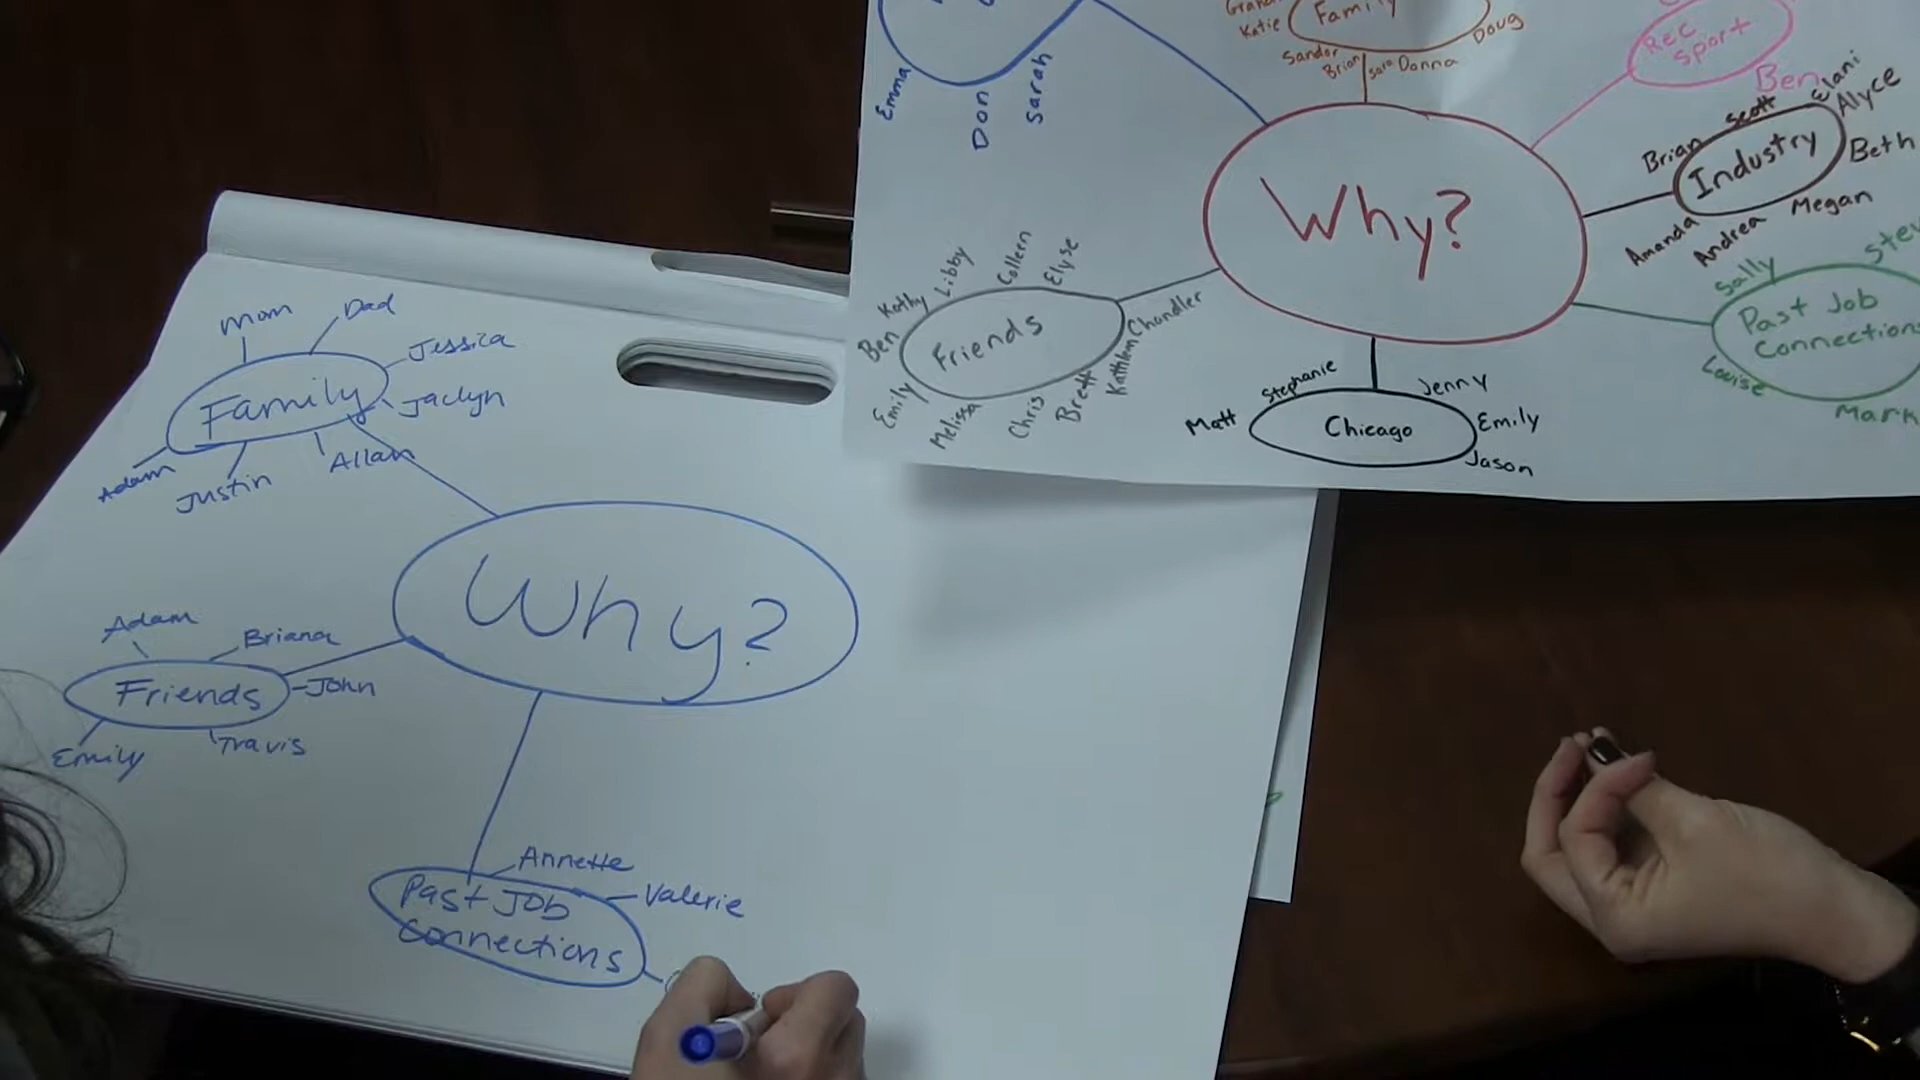 Katie
Family
Doug
Sandor
Brian
Sara
Donna
Rec
Sport
Ben
Emma
Don
Sarah
Why?
Brian
Scott
Elani
Alyce
Industry
Beth
Amanda
Andrea
Megan
Sally
Past Job
Connections
Louise
Mark
Libby
Colleen
Elyse
Kathy
Ben
Friends
Chandler
Kathleen
Emily
Melissa
Chris
Brett
Stephanie
Jenny
Matt
Chicago
Emily
Jason
Mom
Dad
Jessica
Family
Jaclyn
Adam
Justin
Allan
Why?
Adam
Briana
Friends
John
Emily
Travis
Annette
Past Job
Connections
Valerie